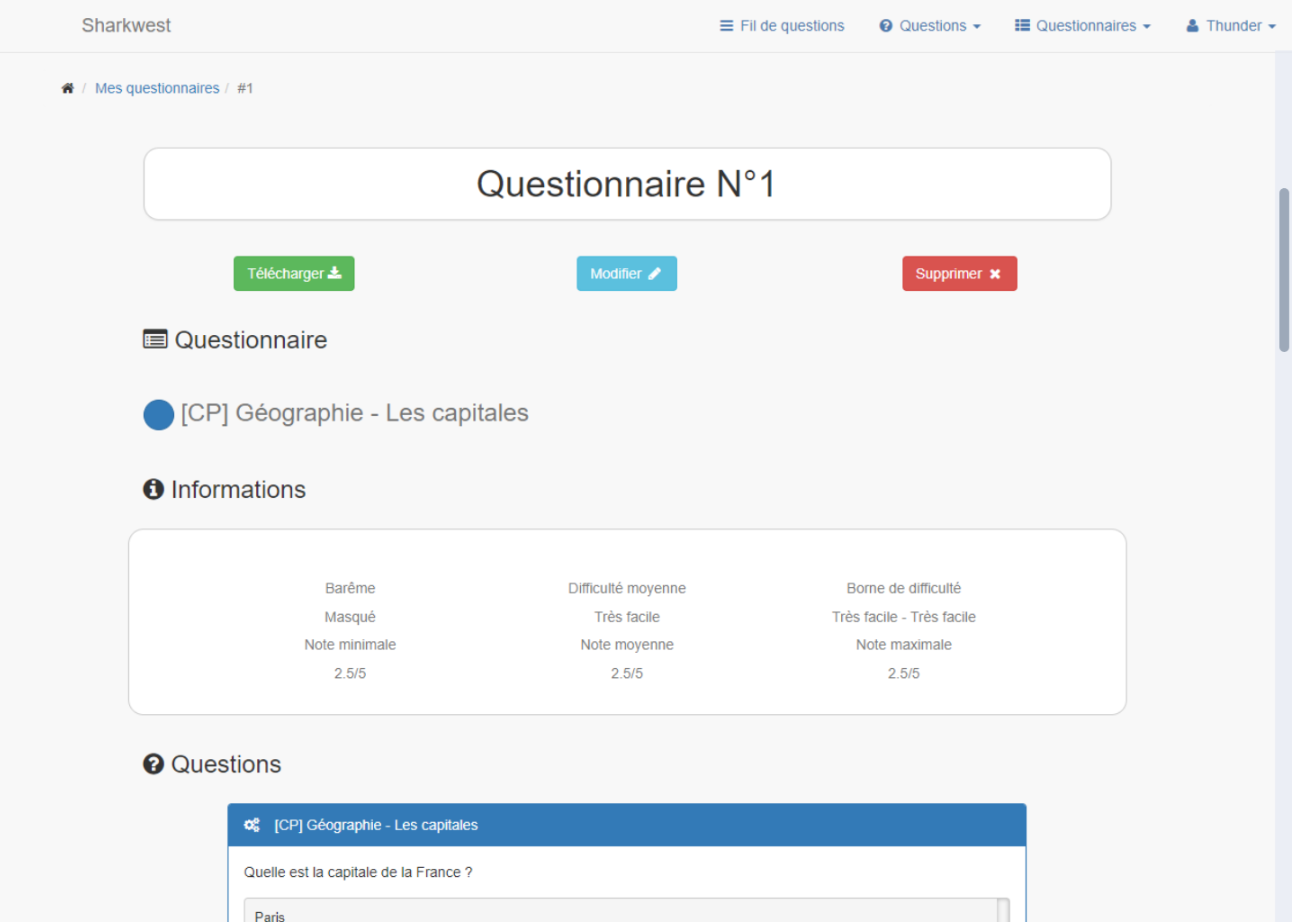 Sharkwest
Fil de questions
Questions
Questionnaires
Thunder
/ Mes questionnaires / #1
Questionnaire N°1
Télécharger
Modifier
Supprimer
Questionnaire
[CP] Géographie - Les capitales
Informations
Barême
Difficulté moyenne
Borne de difficulté
Masqué
Très facile
Très facile - Très facile
Note minimale
Note moyenne
Note maximale
2.5/5
2.5/5
2.5/5
Questions
[CP] Géographie - Les capitales
Quelle est la capitale de la France ?
Paris